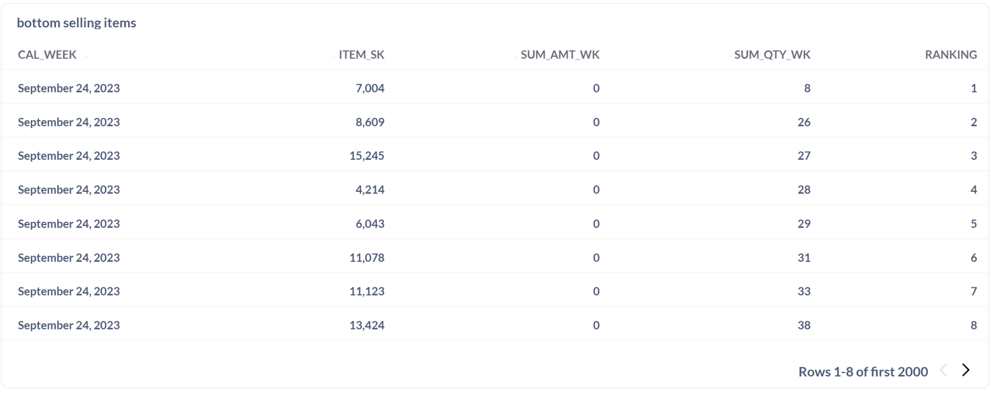 bottom selling items
CAL_WEEK ITEM_SK SUM_AMT_WK SUM_QTY_WK RANKING
September 24, 2023 7,004 0 8 1
September 24, 2023 8,609 0 26 2
September 24, 2023 15,245 0 27 3
September 24, 2023 4,214 0 28 4
September 24, 2023 6,043 0 29 5
September 24, 2023 11,078 0 31 6
September 24, 2023 11,123 0 33 7
September 24, 2023 13,424 0 38 8
Rows 1-8 of first 2000